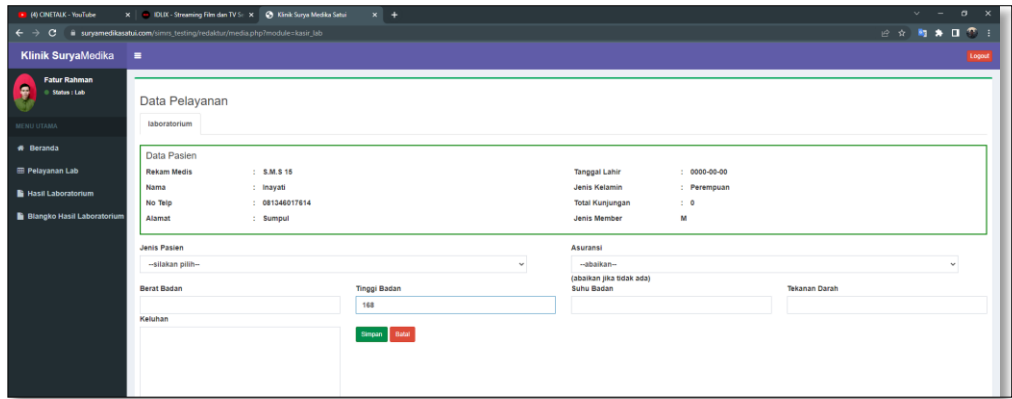 (4) CINETALK - YouTube
IDLIX - Streaming Film dan TV S
Klinik Surya Medika Satui
suryamedikasatui.com/simrs_testing/redaktur/media.php?module=kasir_lab
Klinik SuryaMedika
Logout
Fatur Rahman
Status : Lab
MENU UTAMA
Beranda
Pelayanan Lab
Hasil Laboratorium
Blangko Hasil Laboratorium
Data Pelayanan
laboratorium
Data Pasien
Rekam Medis : S.M.S 15
Tanggal Lahir : 0000-00-00
Nama : Inayati
Jenis Kelamin : Perempuan
No Telp : 081346017614
Total Kunjungan : 0
Alamat : Sumpul
Jenis Member M
Jenis Pasien
Asuransi
--silakan pilih--
--abaikan--
(abaikan jika tidak ada)
Berat Badan
Tinggi Badan
Suhu Badan
Tekanan Darah
168
Keluhan
Simpan
Batal